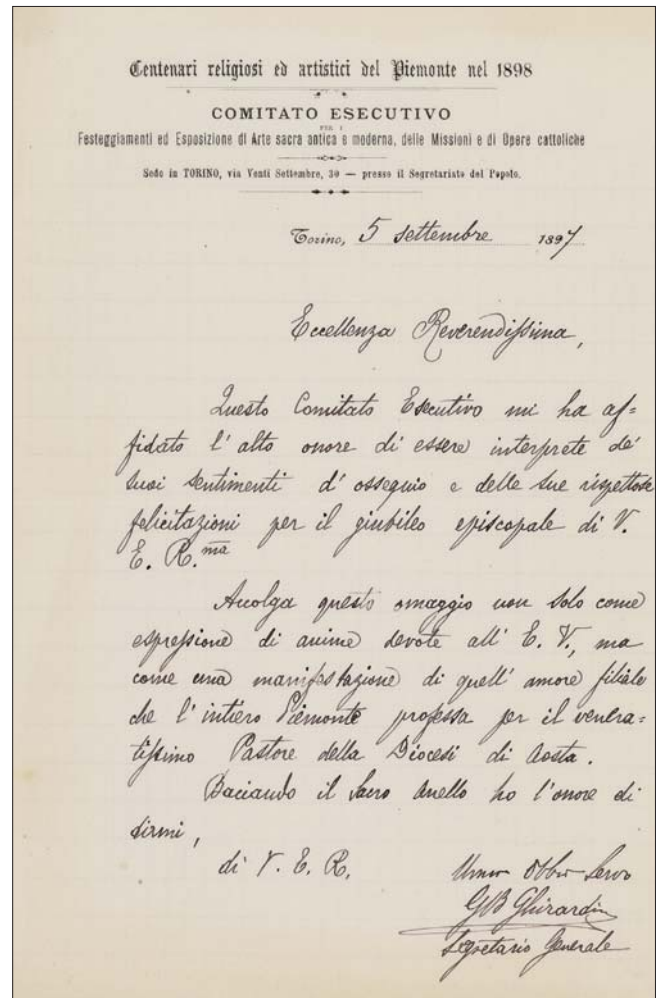 Centenari religiosi ed artistici del Piemonte nel 1898
COMITATO ESECUTIVO
PER I
Festeggiamenti ed Esposizione di Arte sacra antica e moderna, delle Missioni e di Opere cattoliche
Sede in TORINO, via Venti Settembre, 30 — presso il Segretariato del Popolo.
Torino, 5 settembre 1897
Eccellenza Reverendissima,
Questo Comitato Esecutivo mi ha af=
fidato l'alto onore di essere interprete de'
suoi sentimenti d'ossequio e delle sue rispettose
felicitazioni per il giubileo episcopale di V.
E. R.ma
Accolga questo omaggio non solo come
espressione di anime devote all'E. V., ma
come una manifestazione di quell'amore filiale
che l'intiero Piemonte professa per il venera=
tissimo Pastore della Diocesi di Aosta.
Baciando il Sacro Anello ho l'onore di
dirmi,
di V. E. R.
Umo Obbo Servo
GB Ghirardi
Segretario Generale